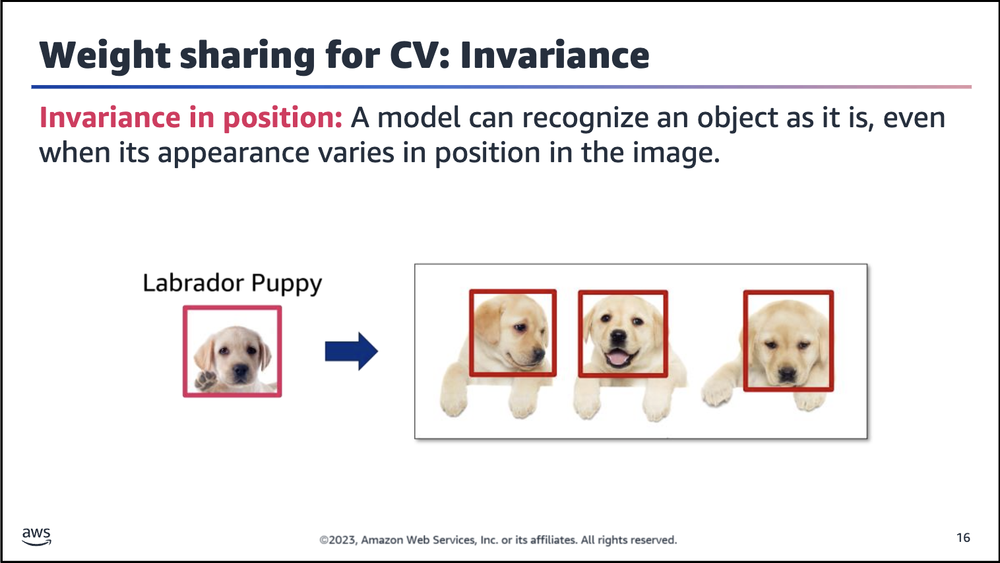 Weight sharing for CV: Invariance
Invariance in position: A model can recognize an object as it is, even
when its appearance varies in position in the image.
Labrador Puppy
aws
©2023, Amazon Web Services, Inc. or its affiliates. All rights reserved.
16